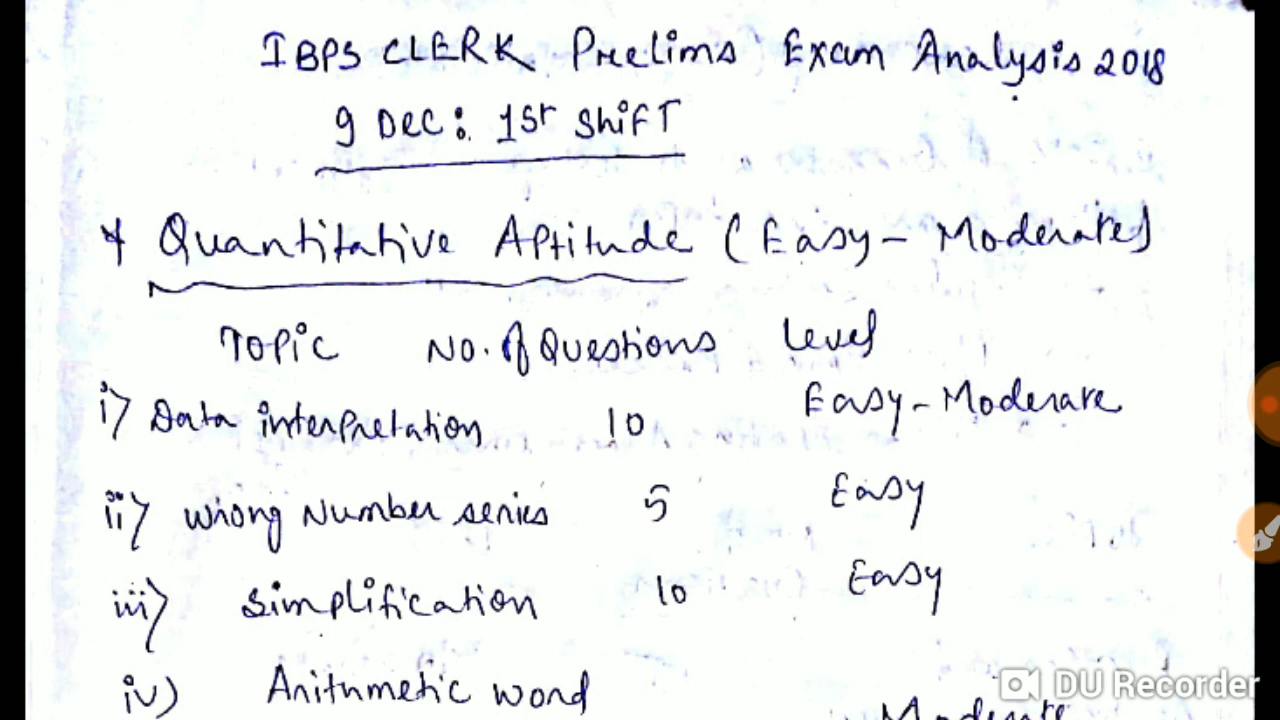 IBPS CLERK Prelims Exam Analysis 2018
9 Dec: 1st Shift
* Quantitative Aptitude (Easy - Moderate)
Topic No. of Questions Level
i) Data interpretation 10 Easy - Moderate
ii) Wrong Number series 5 Easy
iii) Simplification 10 Easy
iv) Arithmetic word Moderate
DU Recorder